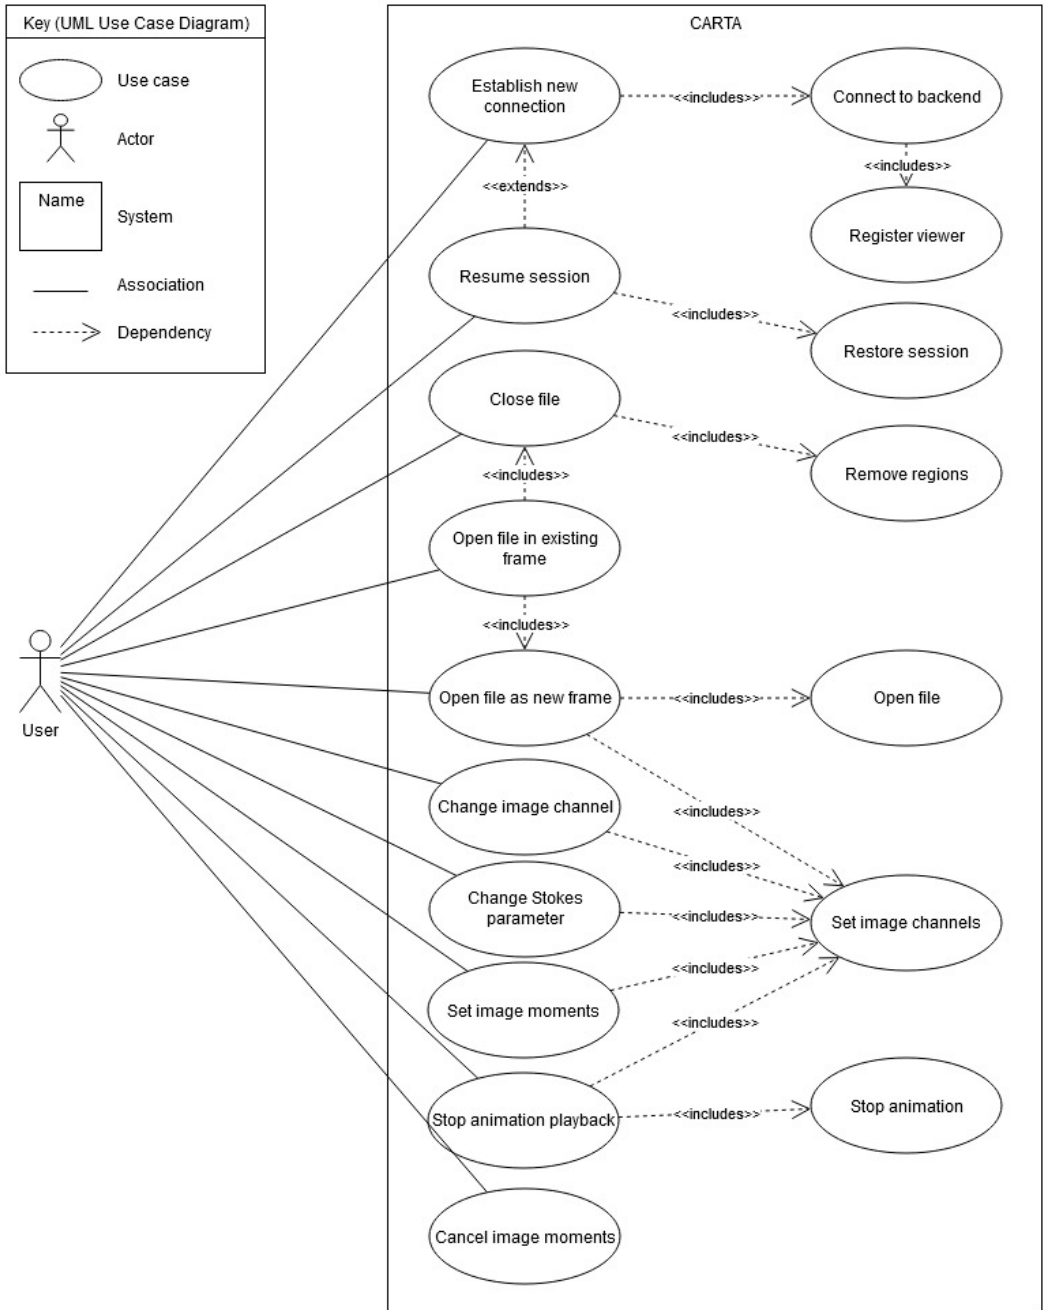 Key (UML Use Case Diagram)
Use case
Actor
Name
System
Association
Dependency
CARTA
Establish new
connection
<<includes>>
Connect to backend
<<includes>>
<<extends>>
Register viewer
Resume session
<<includes>>
Restore session
Close file
<<includes>>
Remove regions
<<includes>>
Open file in existing
frame
<<includes>>
User
Open file as new frame
<<includes>>
Open file
<<includes>>
Change image channel
<<includes>>
Change Stokes
parameter
<<includes>>
Set image channels
<<includes>>
Set image moments
<<includes>>
Stop animation playback
<<includes>>
Stop animation
Cancel image moments